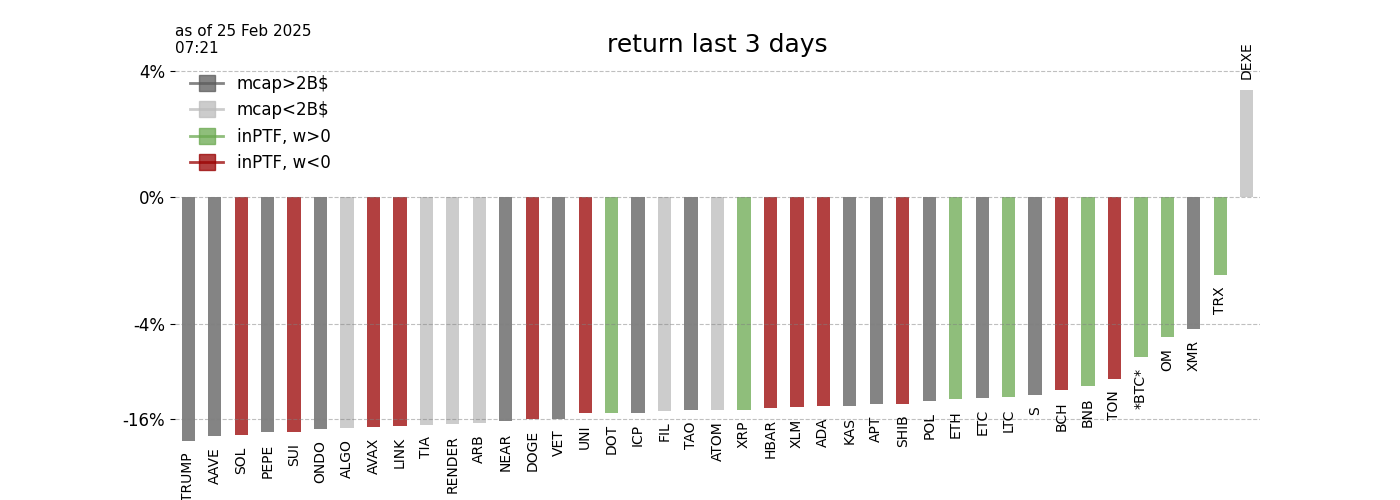 as of 25 Feb 2025
07:21
return last 3 days
DEXE
4%
mcap>2B$
mcap<2B$
inPTF, w>0
inPTF, w<0
0%
-4%
-16%
TRUMP
AAVE
SOL
PEPE
SUI
ONDO
ALGO
AVAX
LINK
TIA
RENDER
ARB
NEAR
DOGE
VET
UNI
DOT
ICP
FIL
TAO
ATOM
XRP
HBAR
XLM
ADA
KAS
APT
SHIB
POL
ETH
ETC
LTC
S
BCH
BNB
TON
*BTC*
OM
XMR
TRX